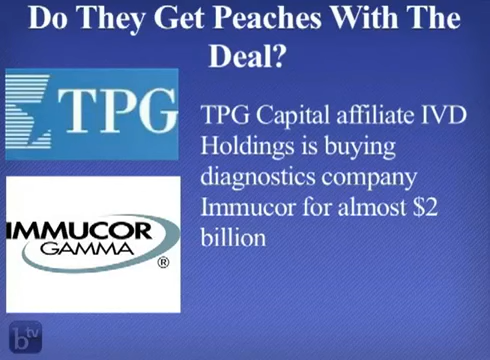 Do They Get Peaches With The
Deal?
TPG
TPG Capital affiliate IVD
Holdings is buying
diagnostics company
Immucor for almost $2
billion
IMMUCOR
GAMMA
®
btv